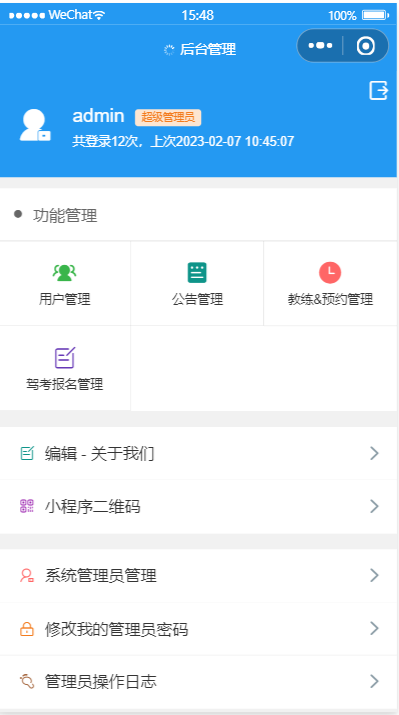 WeChat 15:48 100%
后台管理
admin 超级管理员
共登录12次，上次2023-02-07 10:45:07
功能管理
用户管理 公告管理 教练&预约管理
驾考报名管理
编辑 - 关于我们
小程序二维码
系统管理员管理
修改我的管理员密码
管理员操作日志